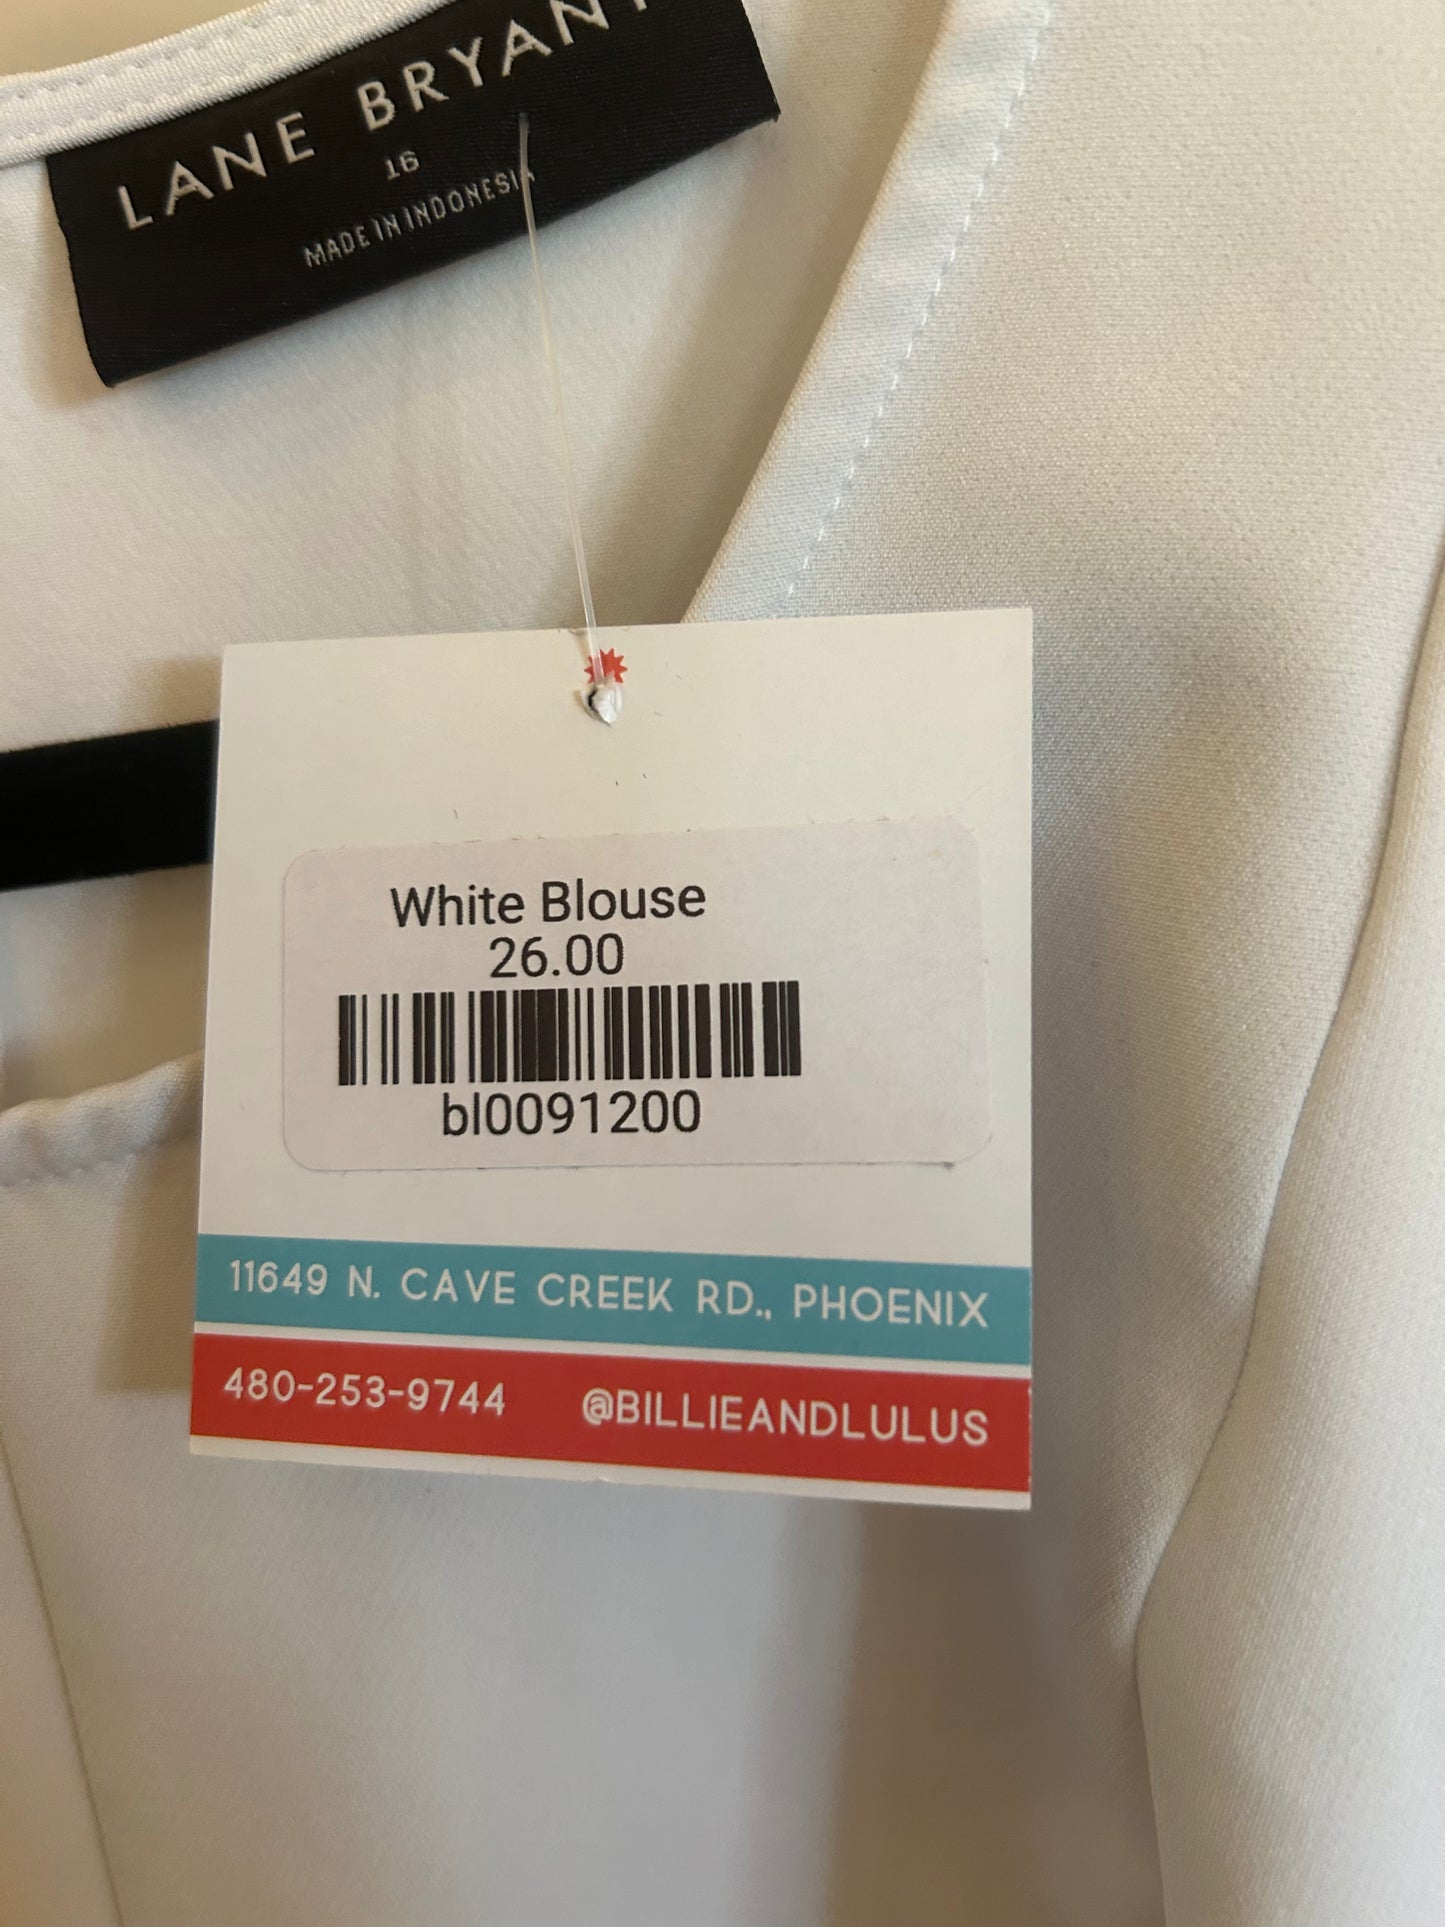 LANE BRYANT
16
MADE IN INDONESIA
White Blouse
26.00
bl0091200
11649 N. CAVE CREEK RD., PHOENIX
480-253-9744 @BILLIEANDLULUS